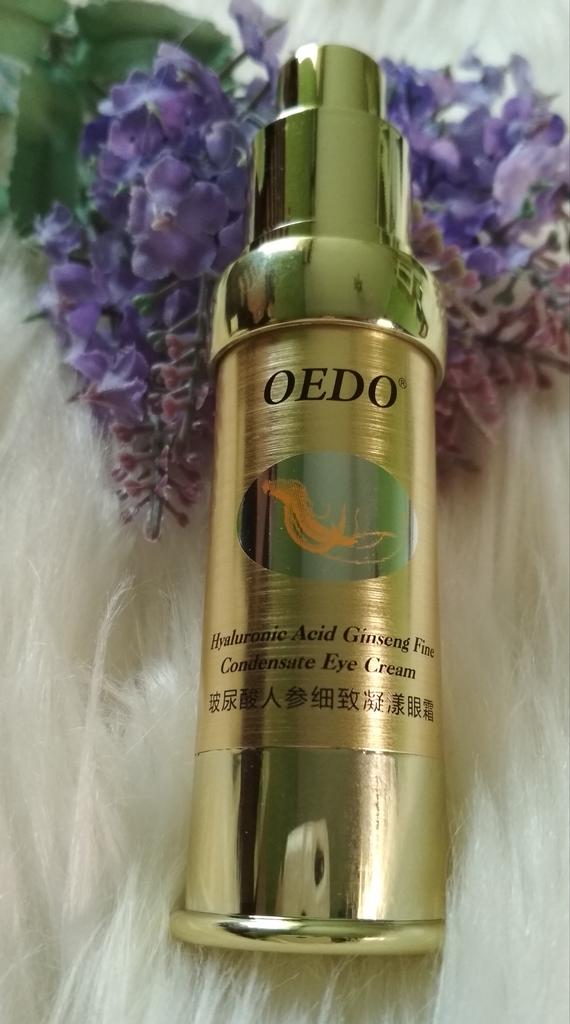 OEDO®
Hyaluronic Acid Ginseng Fine
Condensate Eye Cream
玻尿酸人参细致凝漾眼霜